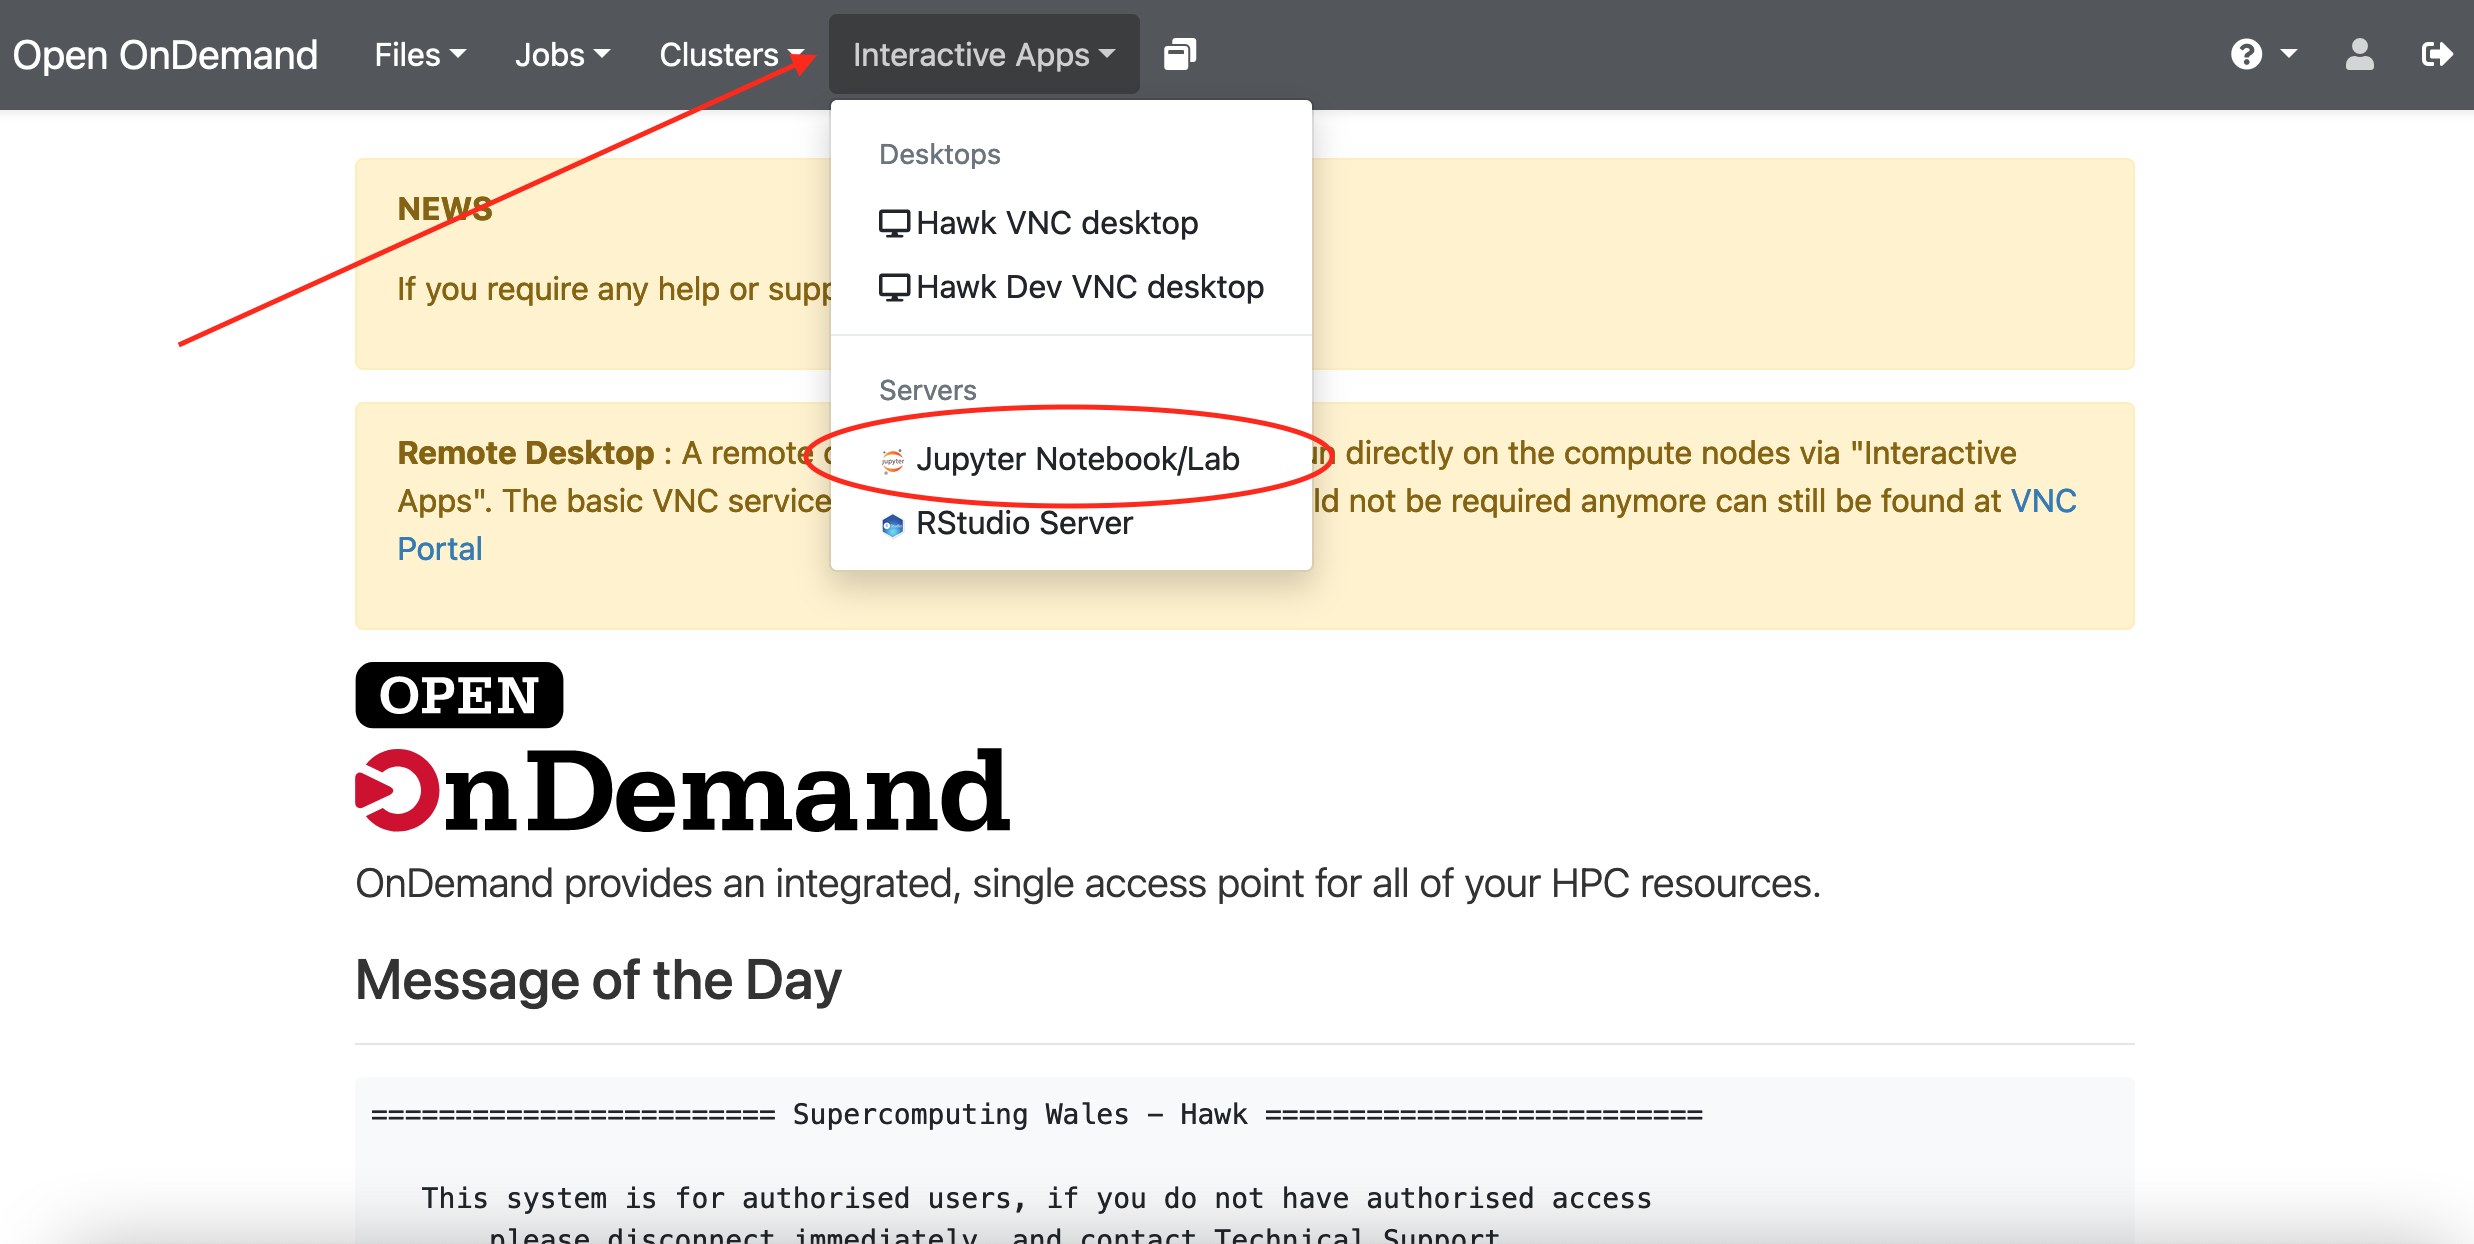 Open OnDemand Files Jobs Clusters Interactive Apps
Desktops
Hawk VNC desktop
Hawk Dev VNC desktop
Servers
Jupyter Notebook/Lab
RStudio Server
NEWS
If you require any help or supp
Remote Desktop : A remote directly on the compute nodes via "Interactive
Apps". The basic VNC service not be required anymore can still be found at VNC
Portal
OPEN
OnDemand
OnDemand provides an integrated, single access point for all of your HPC resources.
Message of the Day
======================== Supercomputing Wales - Hawk ==========================
This system is for authorised users, if you do not have authorised access
please disconnect immediately, and contact Technical Support